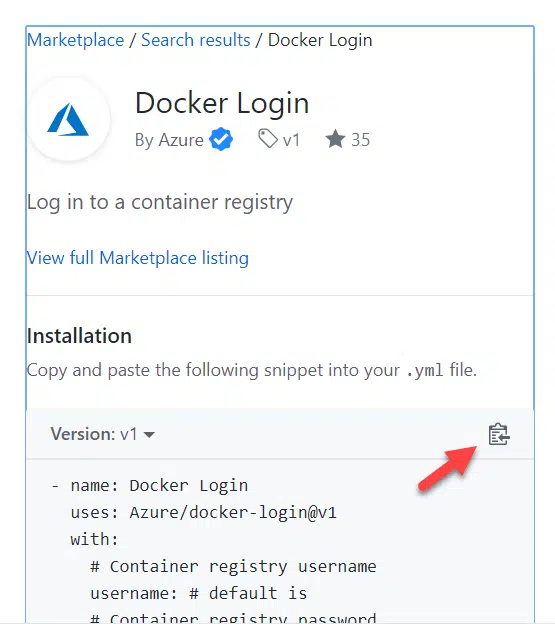 Marketplace / Search results / Docker Login
Docker Login
By Azure v1 35
Log in to a container registry
View full Marketplace listing
Installation
Copy and paste the following snippet into your .yml file.
Version: v1
- name: Docker Login
uses: Azure/docker-login@v1
with:
# Container registry username
username: # default is
# Container registry password